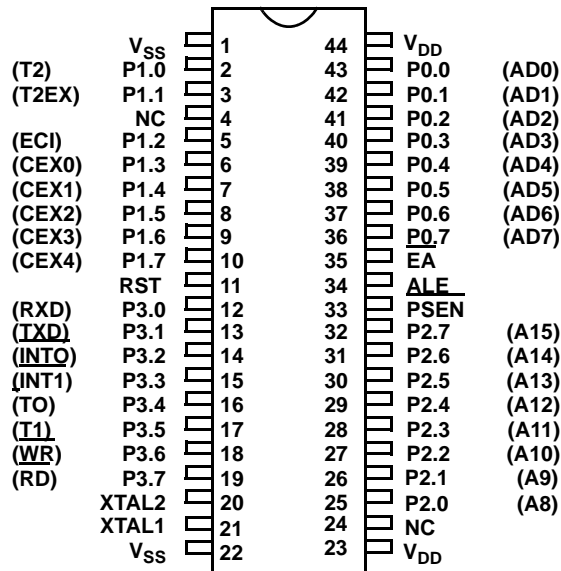 V_SS 1 44 V_DD
(T2) P1.0 2 43 P0.0 (AD0)
(T2EX) P1.1 3 42 P0.1 (AD1)
NC 4 41 P0.2 (AD2)
(ECI) P1.2 5 40 P0.3 (AD3)
(CEX0) P1.3 6 39 P0.4 (AD4)
(CEX1) P1.4 7 38 P0.5 (AD5)
(CEX2) P1.5 8 37 P0.6 (AD6)
(CEX3) P1.6 9 36 P0.7 (AD7)
(CEX4) P1.7 10 35 EA
RST 11 34 ALE
(RXD) P3.0 12 33 PSEN
(TXD) P3.1 13 32 P2.7 (A15)
(INTO) P3.2 14 31 P2.6 (A14)
(INT1) P3.3 15 30 P2.5 (A13)
(TO) P3.4 16 29 P2.4 (A12)
(T1) P3.5 17 28 P2.3 (A11)
(WR) P3.6 18 27 P2.2 (A10)
(RD) P3.7 19 26 P2.1 (A9)
XTAL2 20 25 P2.0 (A8)
XTAL1 21 24 NC
V_SS 22 23 V_DD